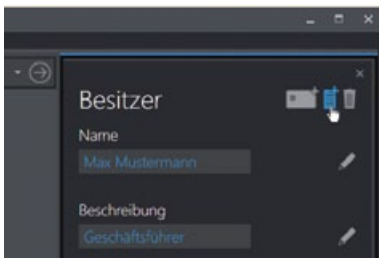 Besitzer
Name
Max Mustermann
Beschreibung
Geschäftsführer